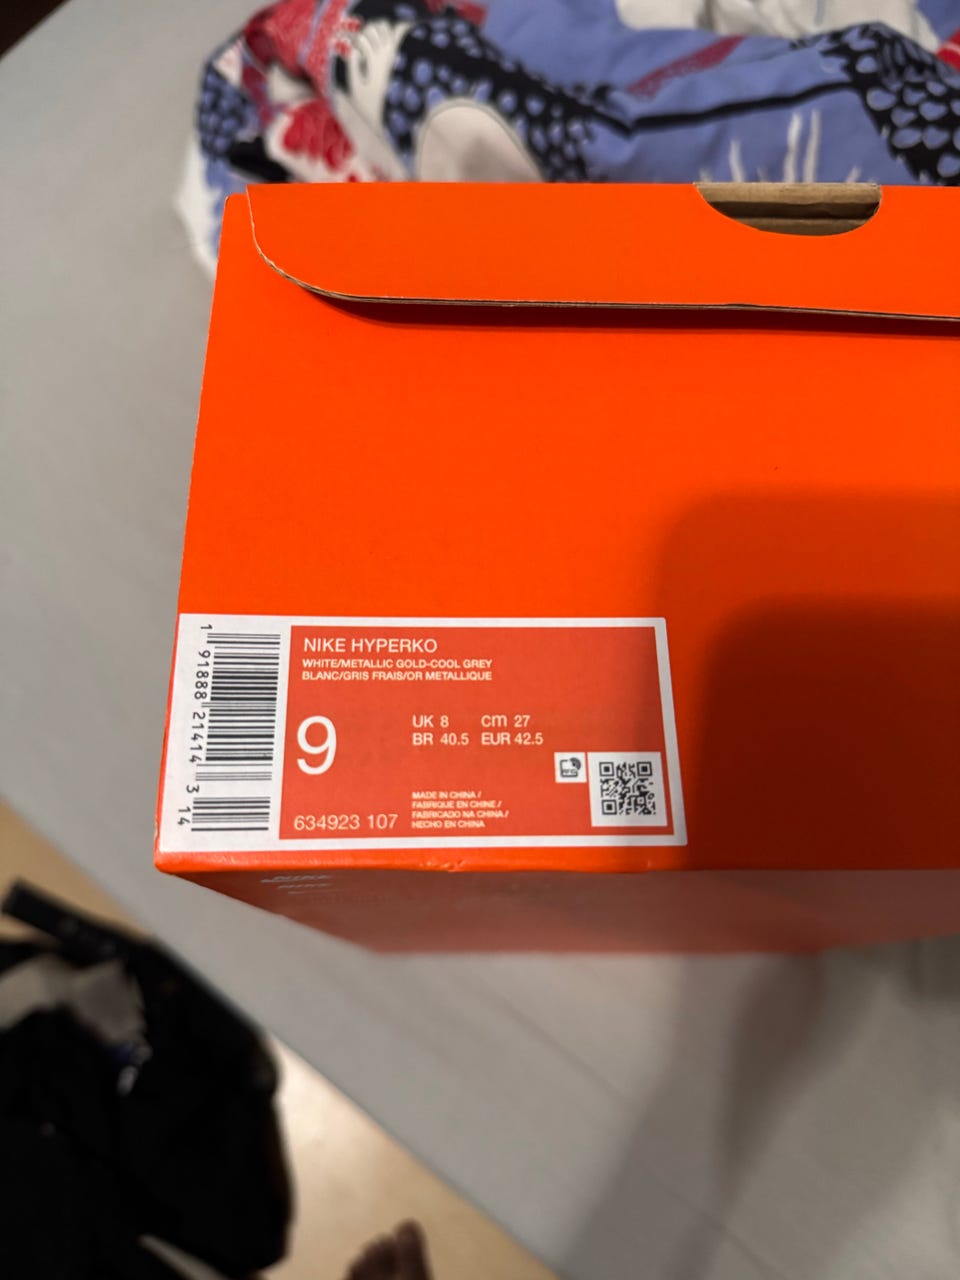 NIKE HYPERKO
WHITE/METALLIC GOLD-COOL GREY
BLANC/GRIS FRAIS/OR METALLIQUE
9
UK 8 cm 27
BR 40.5 EUR 42.5
MADE IN CHINA /
FABRIQUE EN CHINE /
FABRICADO NA CHINA /
HECHO EN CHINA
634923 107
1 91888 21414 3 14